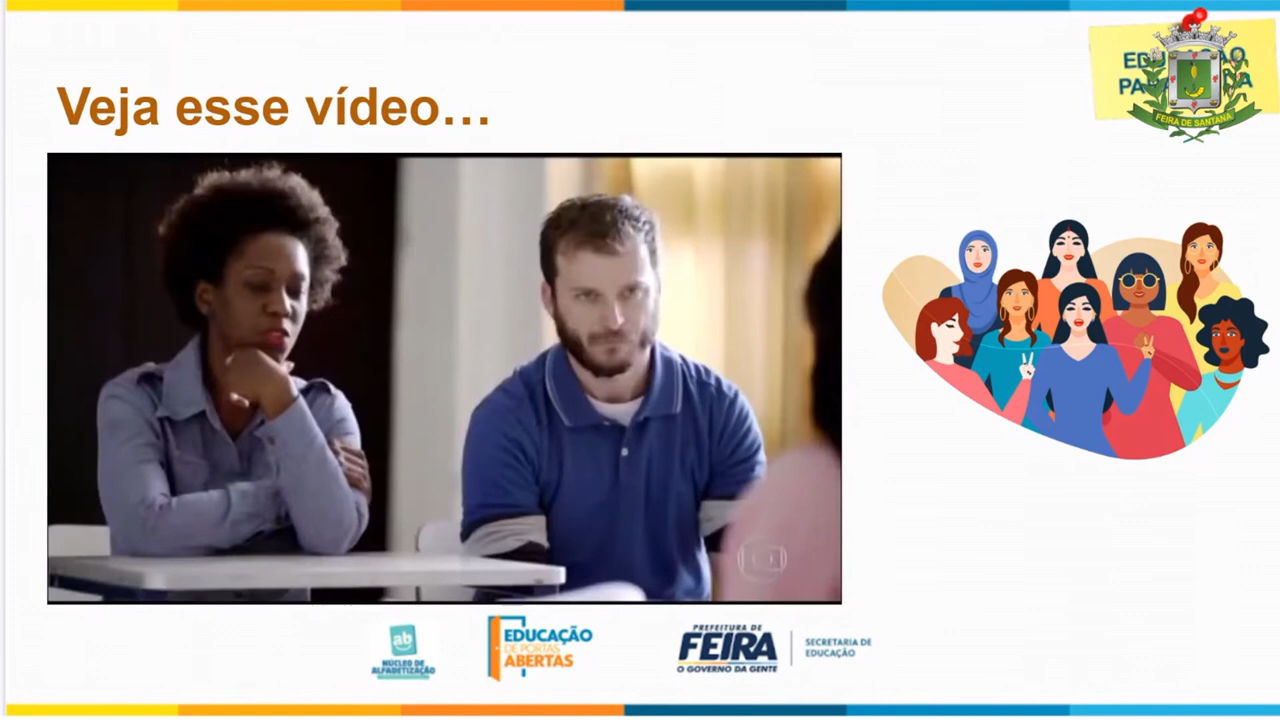 Veja esse vídeo...
FEIRA DE SANTANA
ab
NÚCLEO DE
ALFABETIZAÇÃO
EDUCAÇÃO
DE PORTAS
ABERTAS
PREFEITURA DE
FEIRA
O GOVERNO DA GENTE
SECRETARIA DE
EDUCAÇÃO